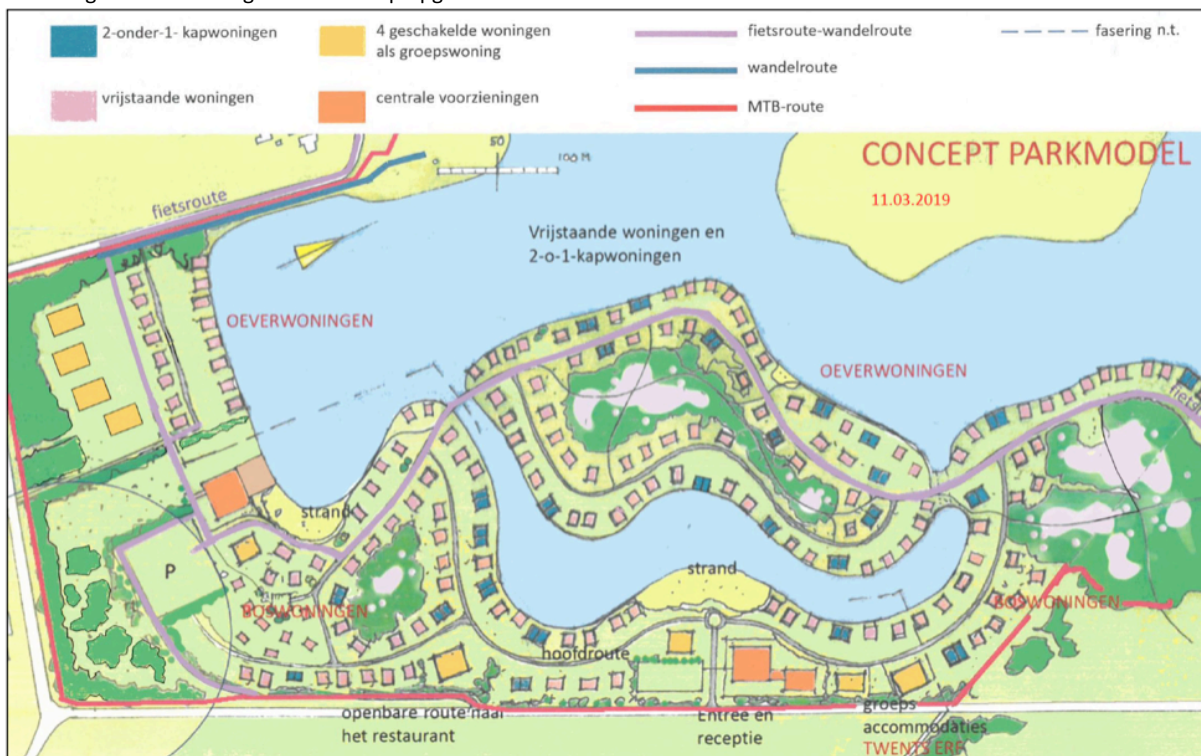 2-onder-1- kapwoningen
4 geschakelde woningen
als groepswoning
fietsroute-wandelroute
fasering n.t.
wandelroute
vrijstaande woningen
centrale voorzieningen
MTB-route
50
0
100 M
CONCEPT PARKMODEL
11.03.2019
fietsroute
Vrijstaande woningen en
2-o-1-kapwoningen
OEVERWONINGEN
OEVERWONINGEN
strand
strand
P
BOSWONINGEN
BOSWONINGEN
hoofdroute
openbare route naar
het restaurant
Entree en
receptie
groeps
accommodaties
TWENTS ERF